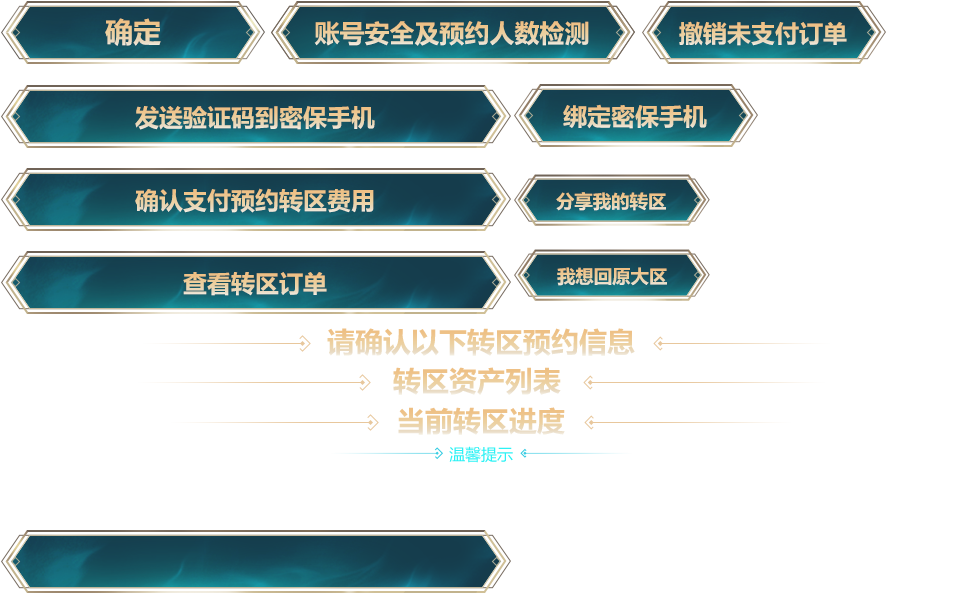 确定
账号安全及预约人数检测
撤销未支付订单
发送验证码到密保手机
绑定密保手机
确认支付预约转区费用
分享我的转区
查看转区订单
我想回原大区
请确认以下转区预约信息
转区资产列表
当前转区进度
温馨提示